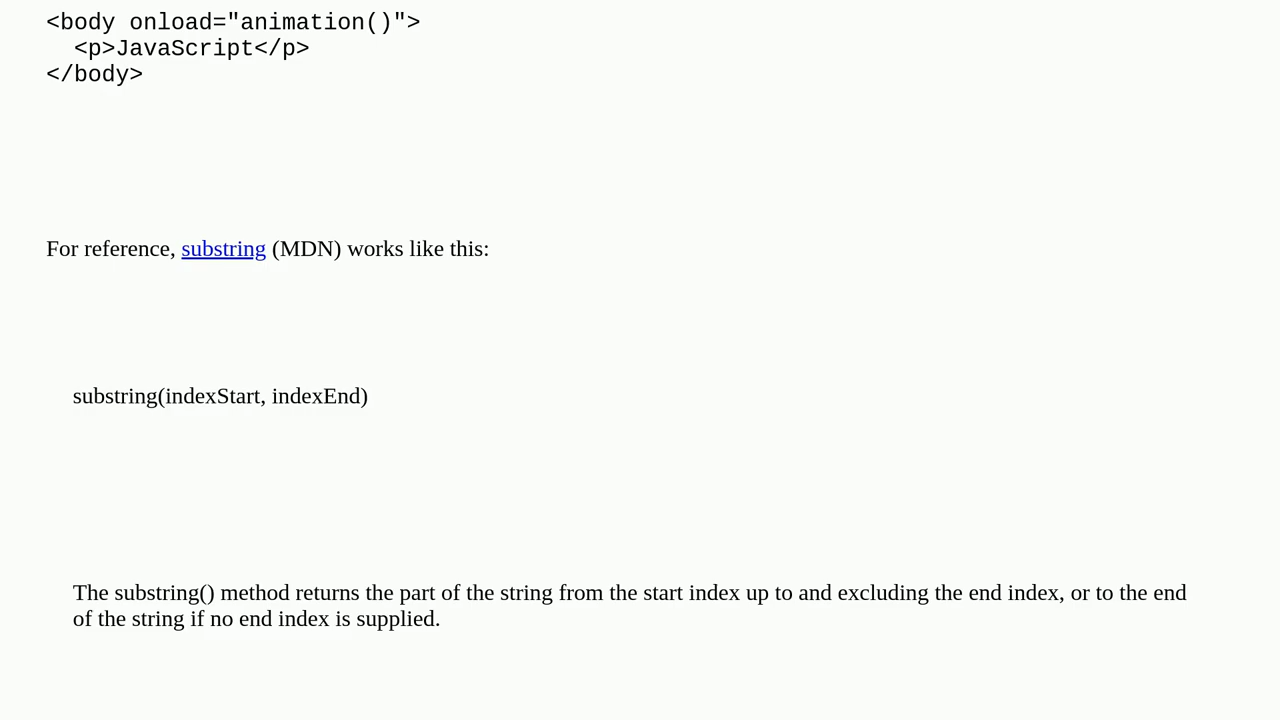 <body onload="animation()">
  <p>JavaScript</p>
</body>
For reference, substring (MDN) works like this:
substring(indexStart, indexEnd)
The substring() method returns the part of the string from the start index up to and excluding the end index, or to the end
of the string if no end index is supplied.